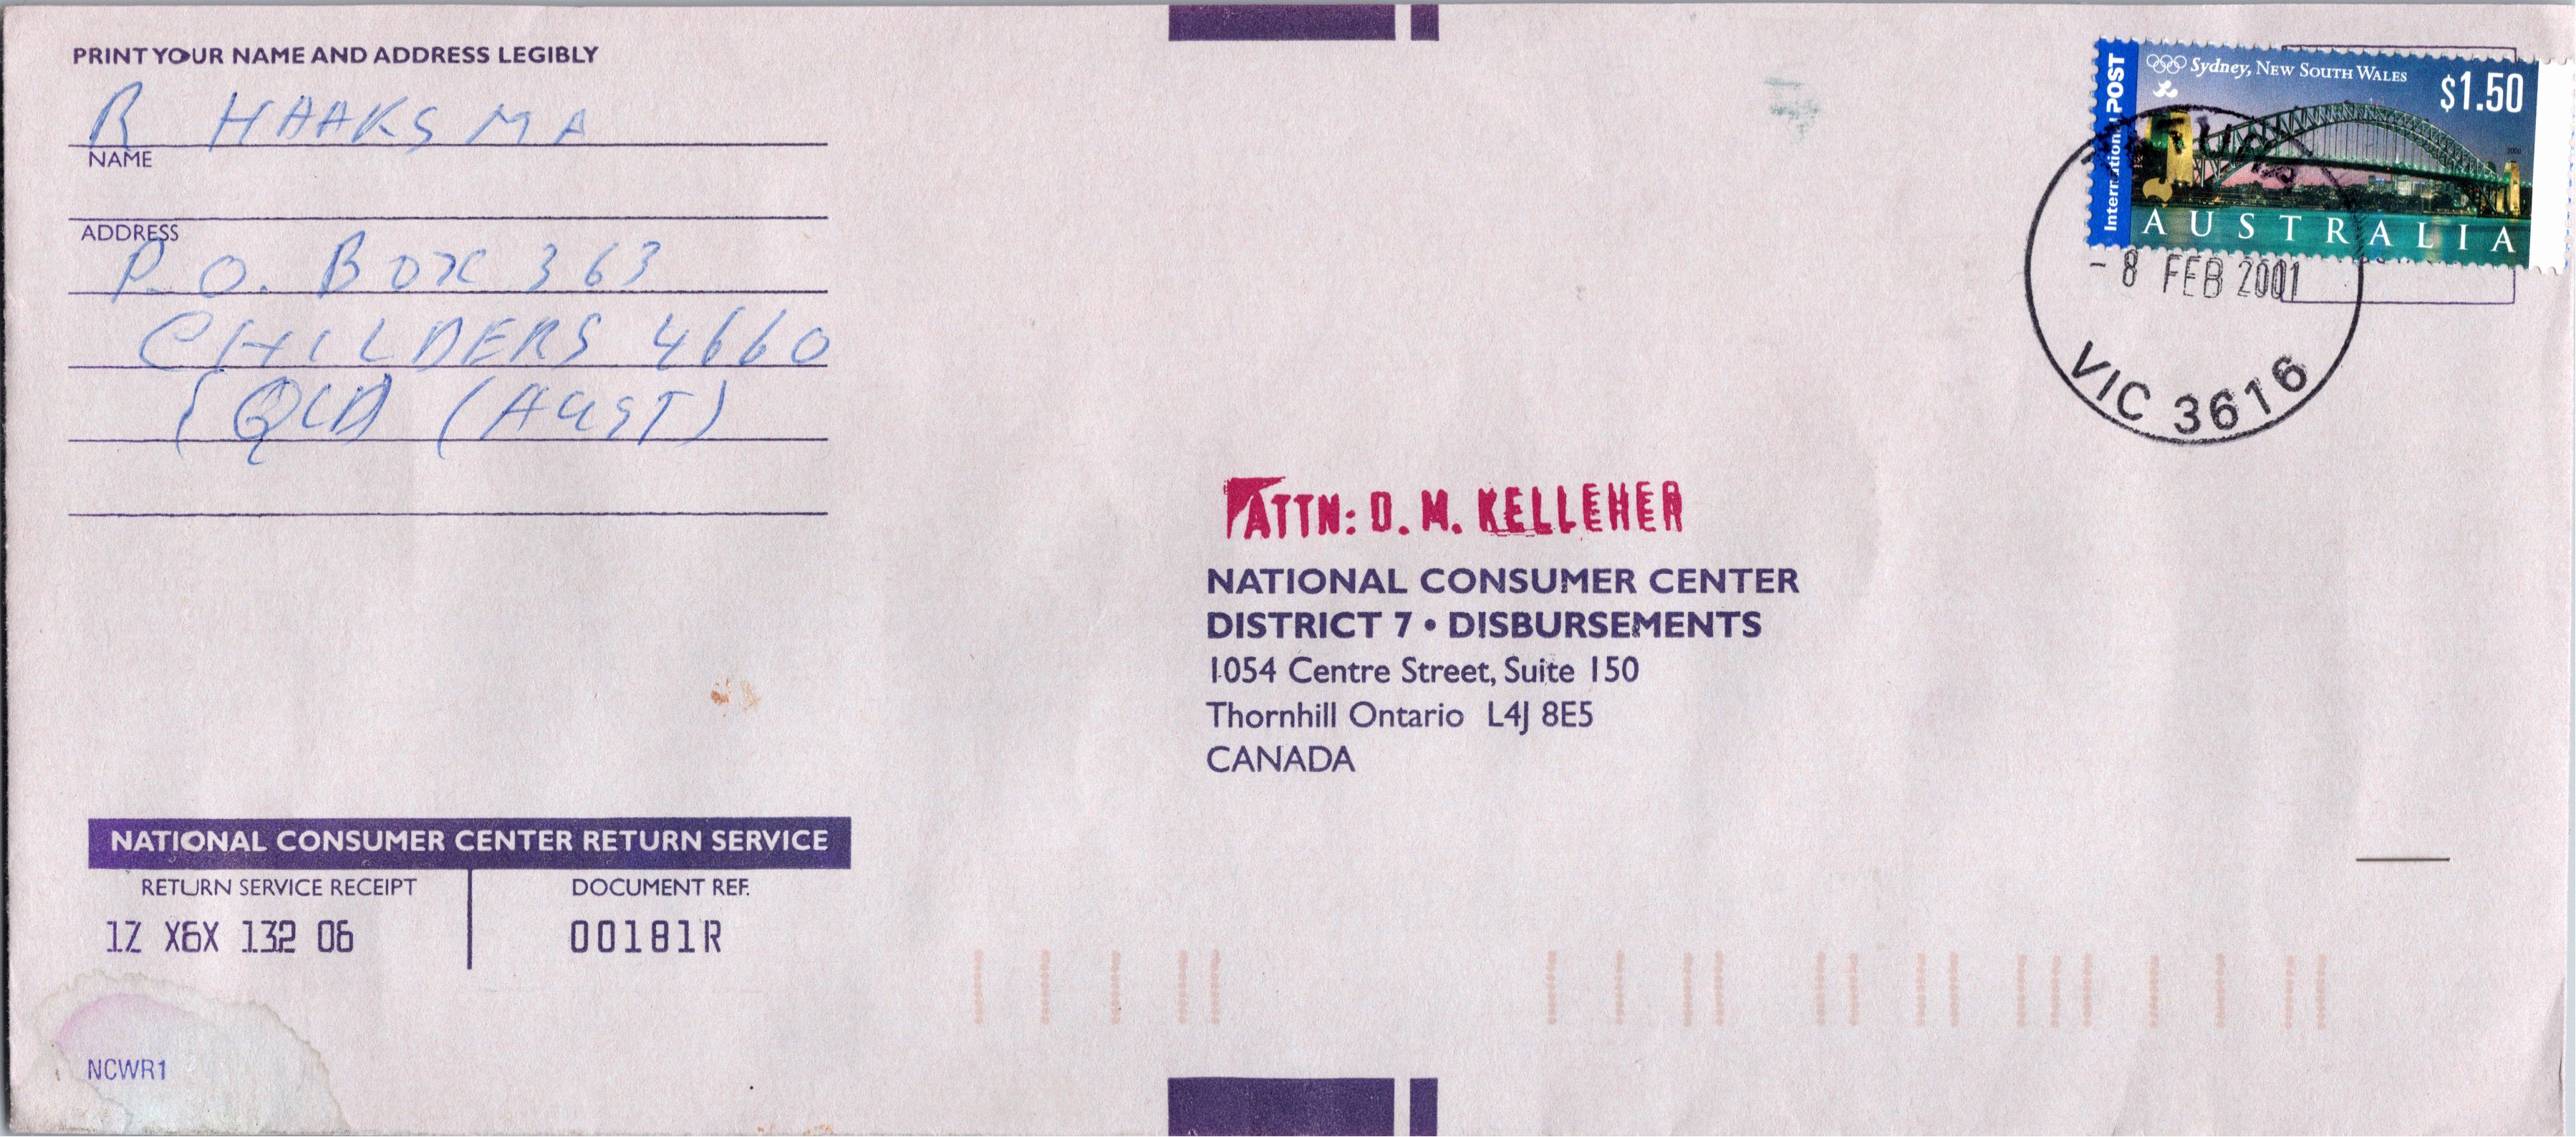 PRINT YOUR NAME AND ADDRESS LEGIBLY
R HAAKSMA
NAME
ADDRESS
P.O. BOX 363
CHILDERS 4660
(QLD (AUST)
International POST
Sydney, NEW SOUTH WALES
$1.50
2000
AUSTRALIA
- 8 FEB 2001
VIC 3616
ATTN: D. M. KELLEHER
NATIONAL CONSUMER CENTER
DISTRICT 7 • DISBURSEMENTS
1054 Centre Street, Suite 150
Thornhill Ontario L4J 8E5
CANADA
NATIONAL CONSUMER CENTER RETURN SERVICE
RETURN SERVICE RECEIPT
DOCUMENT REF.
1Z X6X 132 06
00181R
NCWR1